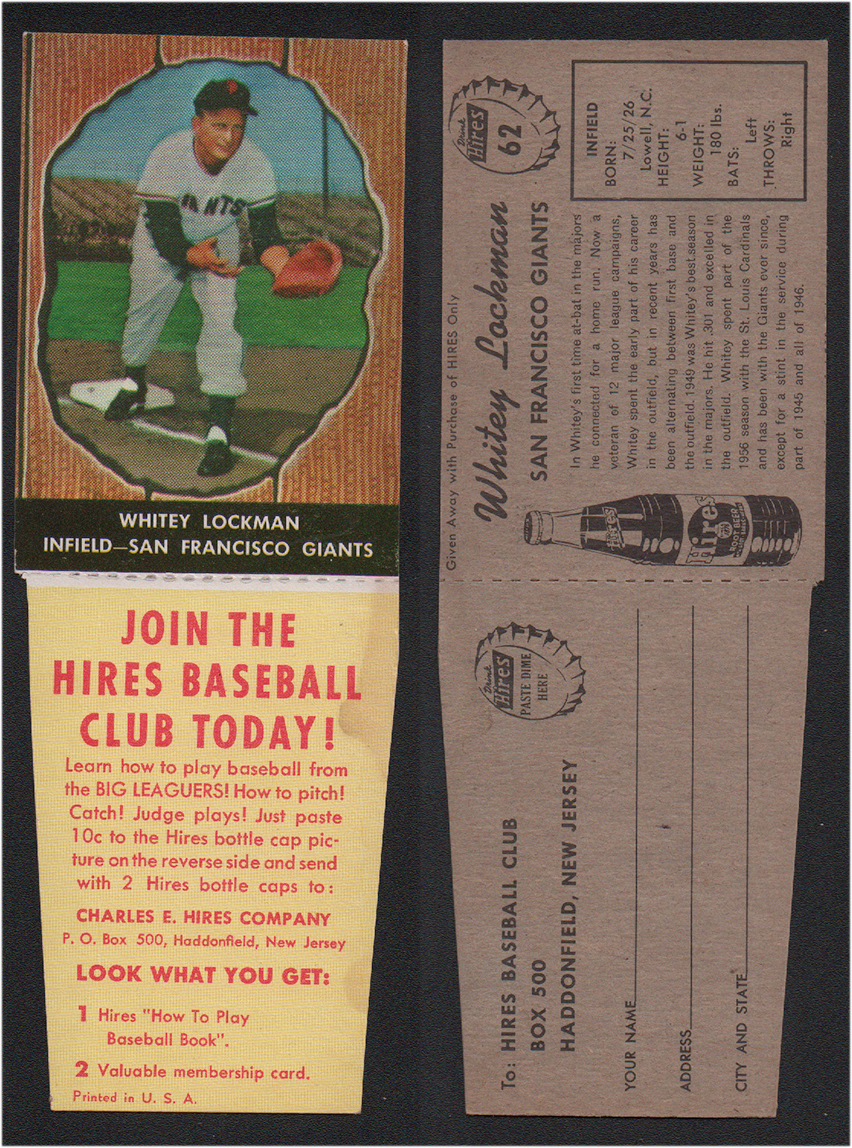 GIANTS
WHITEY LOCKMAN
INFIELD—SAN FRANCISCO GIANTS
JOIN THE
HIRES BASEBALL
CLUB TODAY!
Learn how to play baseball from
the BIG LEAGUERS! How to pitch!
Catch! Judge plays! Just paste
10c to the Hires bottle cap pic-
ture on the reverse side and send
with 2 Hires bottle caps to:
CHARLES E. HIRES COMPANY
P. O. Box 500, Haddonfield, New Jersey
LOOK WHAT YOU GET:
1 Hires "How To Play
Baseball Book".
2 Valuable membership card.
Printed in U. S. A.
Given Away with Purchase of HIRES Only
Whitey Lockman
SAN FRANCISCO GIANTS
Drink
Hires
62
INFIELD
BORN:
7/25/26
Lowell, N.C.
HEIGHT:
6-1
WEIGHT:
180 lbs.
BATS:
Left
THROWS:
Right
In Whitey's first time at-bat in the majors
he connected for a home run. Now a
veteran of 12 major league campaigns,
Whitey spent the early part of his career
in the outfield, but in recent years has
been alternating between first base and
the outfield. 1949 was Whitey's best season
in the majors. He hit .301 and excelled in
the outfield. Whitey spent part of the
1956 season with the St. Louis Cardinals
and has been with the Giants ever since,
except for a stint in the service during
part of 1945 and all of 1946.
Hires
Hires
ROOT BEER
Drink
Hires
PASTE DIME
HERE
To: HIRES BASEBALL CLUB
BOX 500
HADDONFIELD, NEW JERSEY
YOUR NAME
ADDRESS
CITY AND STATE